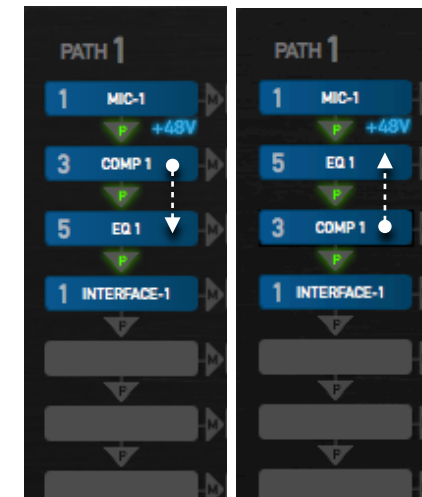 PATH 1
1 MIC-1 M
P +48V
3 COMP 1 M
P
5 EQ 1 M
P
1 INTERFACE-1 M
P
M
P
M
P
M
PATH 1
1 MIC-1
P +48V
5 EQ 1
P
3 COMP 1
P
1 INTERFACE-1
P
P
P